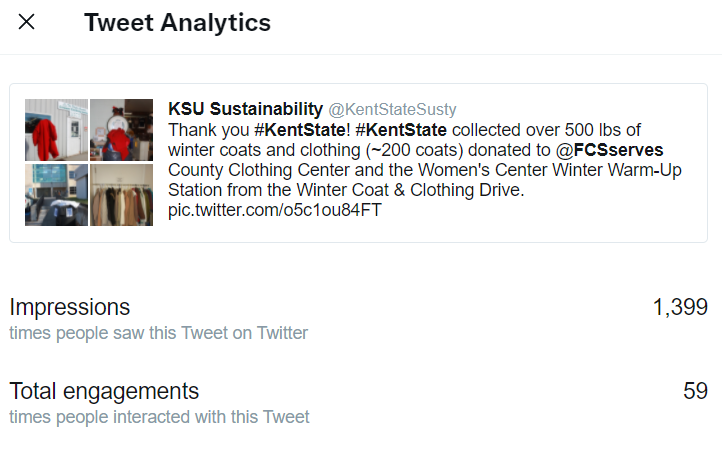 Tweet Analytics
KSU Sustainability @KentStateSusty
Thank you #KentState! #KentState collected over 500 lbs of
winter coats and clothing (~200 coats) donated to @FCSserves
County Clothing Center and the Women's Center Winter Warm-Up
Station from the Winter Coat & Clothing Drive.
pic.twitter.com/o5c1ou84FT
Impressions 1,399
times people saw this Tweet on Twitter
Total engagements 59
times people interacted with this Tweet